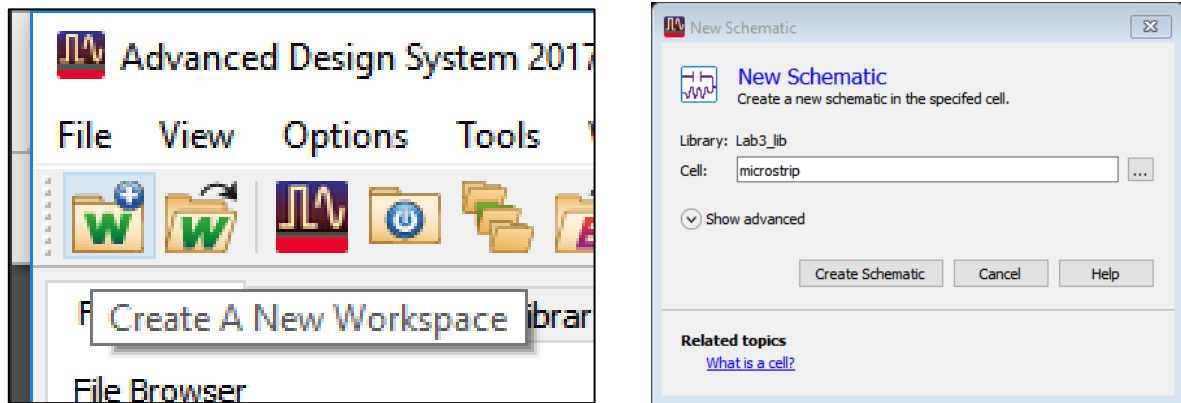 Advanced Design System 2017
File View Options Tools
Create A New Workspace
File Browser
New Schematic
New Schematic
Create a new schematic in the specifed cell.
Library: Lab3_lib
Cell: microstrip ...
Show advanced
Create Schematic Cancel Help
Related topics
What is a cell?